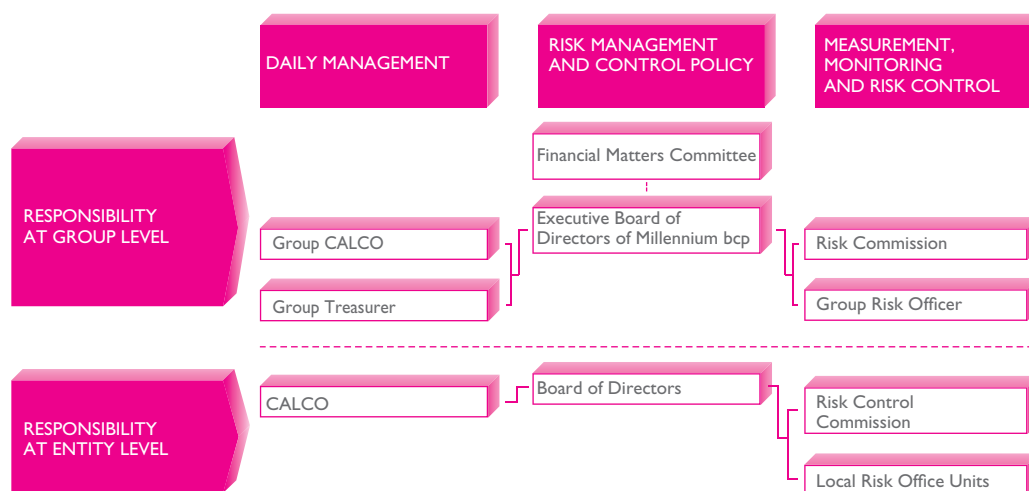 DAILY MANAGEMENT
RISK MANAGEMENT
AND CONTROL POLICY
MEASUREMENT,
MONITORING
AND RISK CONTROL
RESPONSIBILITY
AT GROUP LEVEL
Financial Matters Committee
Executive Board of
Directors of Millennium bcp
Group CALCO
Group Treasurer
Risk Commission
Group Risk Officer
RESPONSIBILITY
AT ENTITY LEVEL
CALCO
Board of Directors
Risk Control
Commission
Local Risk Office Units